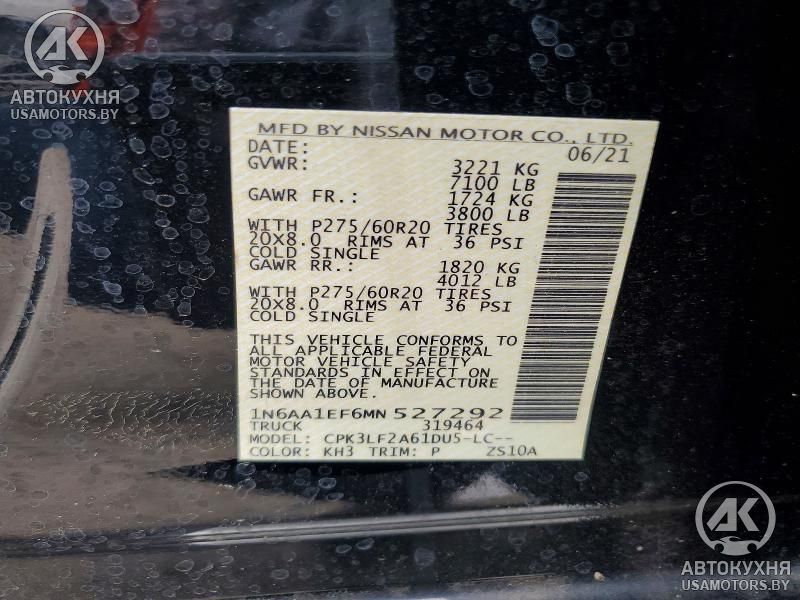 AK
АВТОКУХНЯ
USAMOTORS.BY
MFD BY NISSAN MOTOR CO., LTD.
DATE: 06/21
GVWR: 3221 KG
7100 LB
GAWR FR.: 1724 KG
3800 LB
WITH P275/60R20 TIRES
20X8.0 RIMS AT 36 PSI
COLD SINGLE
GAWR RR.: 1820 KG
4012 LB
WITH P275/60R20 TIRES
20X8.0 RIMS AT 36 PSI
COLD SINGLE
THIS VEHICLE CONFORMS TO
ALL APPLICABLE FEDERAL
MOTOR VEHICLE SAFETY
STANDARDS IN EFFECT ON
THE DATE OF MANUFACTURE
SHOWN ABOVE.
1N6AA1EF6MN 527292
TRUCK 319464
MODEL: CPK3LF2A61DU5-LC--
COLOR: KH3 TRIM: P ZS10A
AK
АВТОКУХНЯ
USAMOTORS.BY